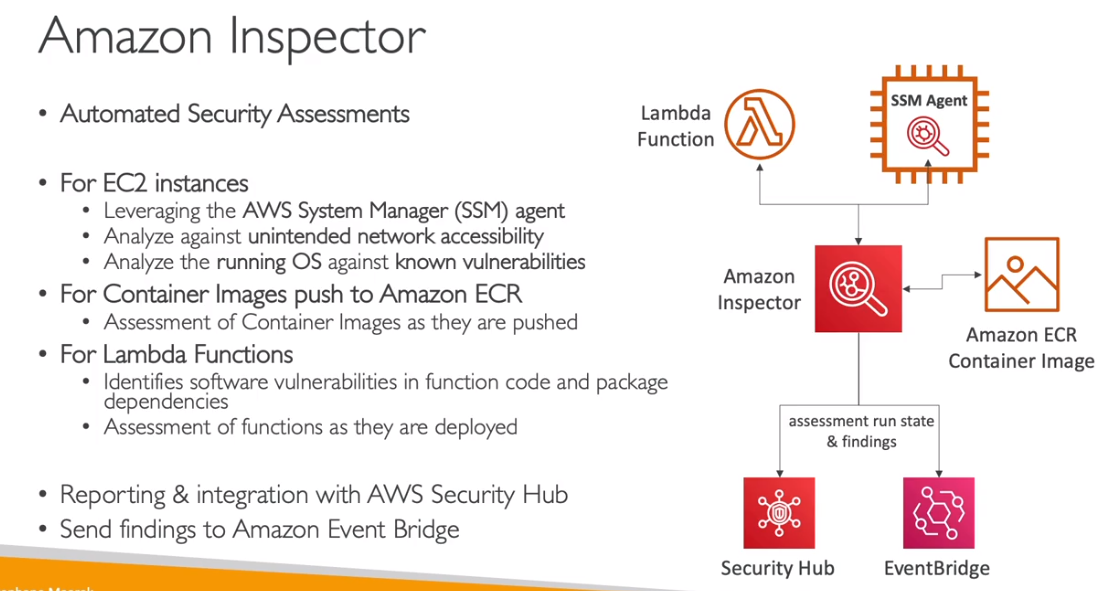 Amazon Inspector
• Automated Security Assessments
• For EC2 instances
• Leveraging the AWS System Manager (SSM) agent
• Analyze against unintended network accessibility
• Analyze the running OS against known vulnerabilities
• For Container Images push to Amazon ECR
• Assessment of Container Images as they are pushed
• For Lambda Functions
• Identifies software vulnerabilities in function code and package
dependencies
• Assessment of functions as they are deployed
• Reporting & integration with AWS Security Hub
• Send findings to Amazon Event Bridge
Lambda
Function
SSM Agent
Amazon
Inspector
Amazon ECR
Container Image
assessment run state
& findings
Security Hub
EventBridge